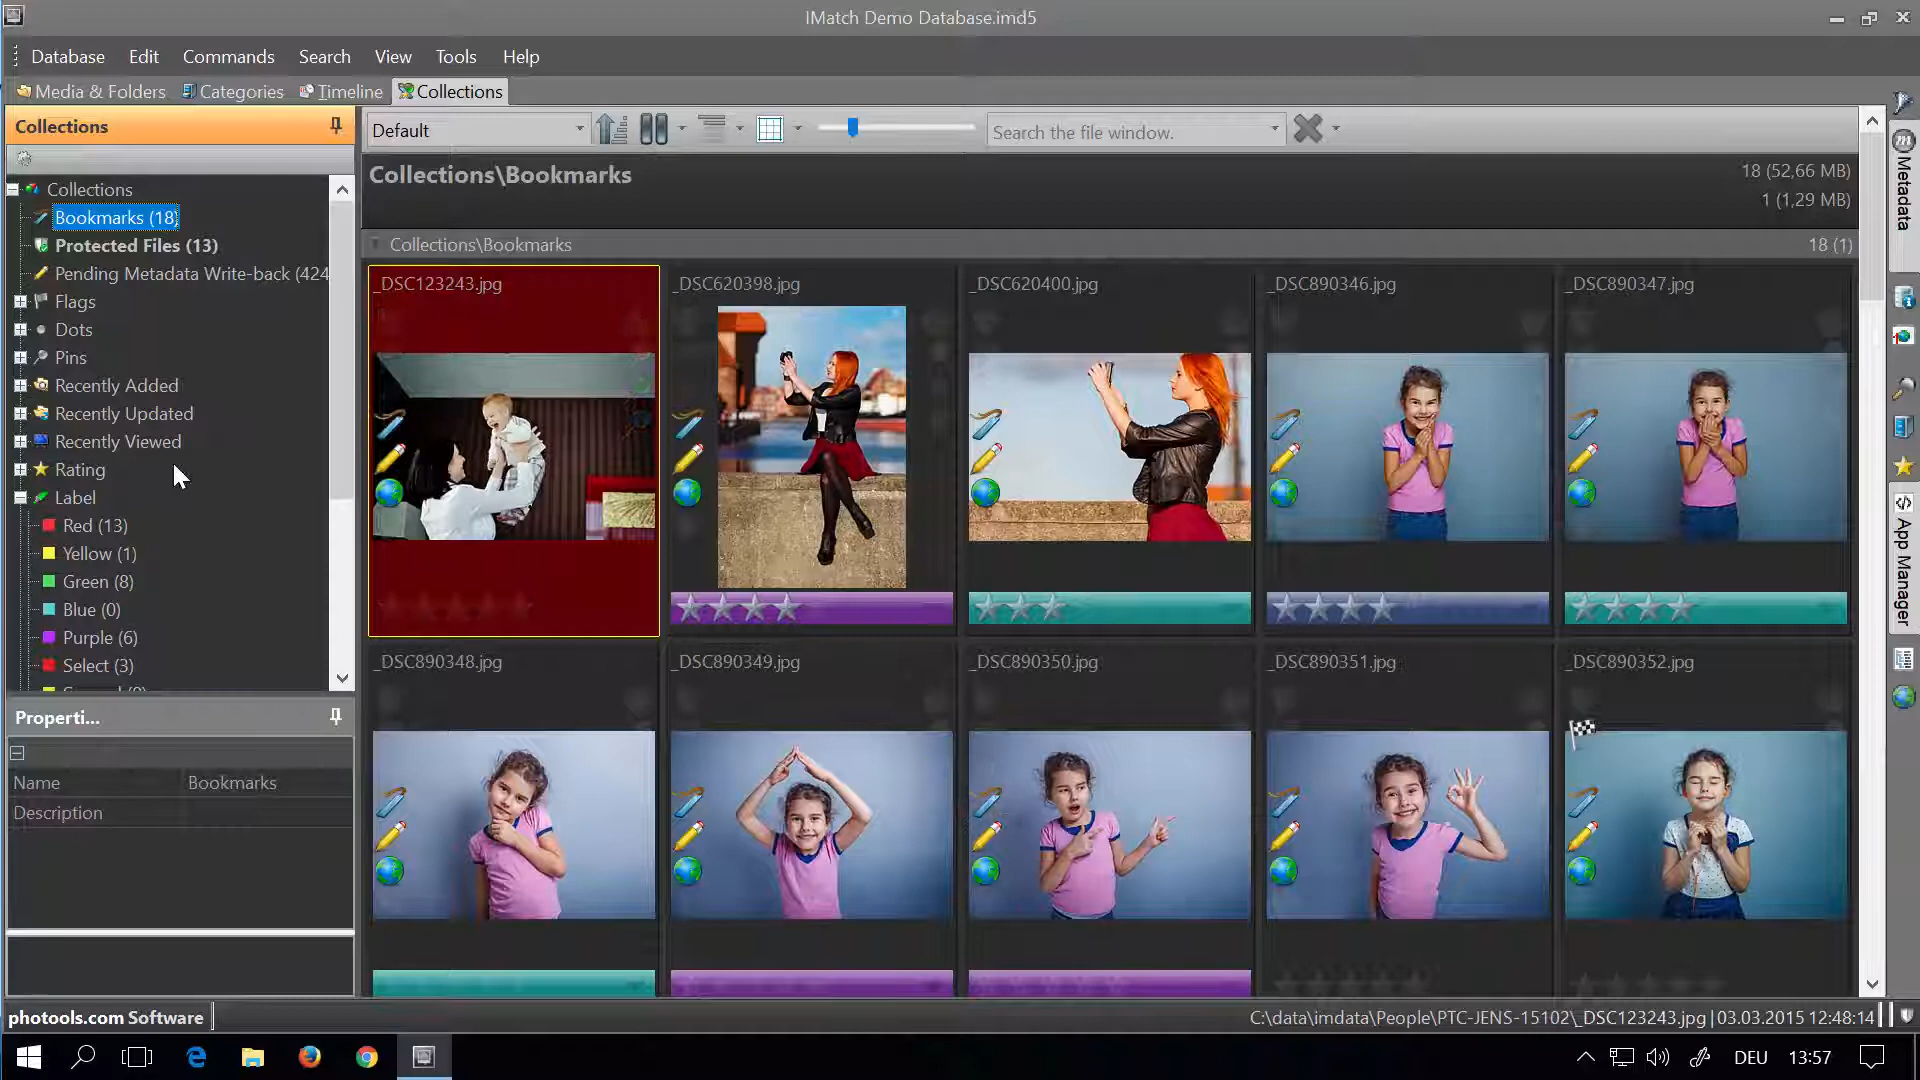 IMatch Demo Database.imd5
Database Edit Commands Search View Tools Help
Media & Folders Categories Timeline Collections
Collections
Default
Search the file window.
Collections\Bookmarks
18 (52,66 MB)
1 (1,29 MB)
Collections\Bookmarks 18 (1)
Collections
Bookmarks (18)
Protected Files (13)
Pending Metadata Write-back (424
Flags
Dots
Pins
Recently Added
Recently Updated
Recently Viewed
Rating
Label
Red (13)
Yellow (1)
Green (8)
Blue (0)
Purple (6)
Select (3)
Properti...
Name Bookmarks
Description
_DSC123243.jpg _DSC620398.jpg _DSC620400.jpg _DSC890346.jpg _DSC890347.jpg
_DSC890348.jpg _DSC890349.jpg _DSC890350.jpg _DSC890351.jpg _DSC890352.jpg
Metadata
App Manager
photools.com Software
C:\data\imdata\People\PTC-JENS-15102\_DSC123243.jpg | 03.03.2015 12:48:14
DEU 13:57